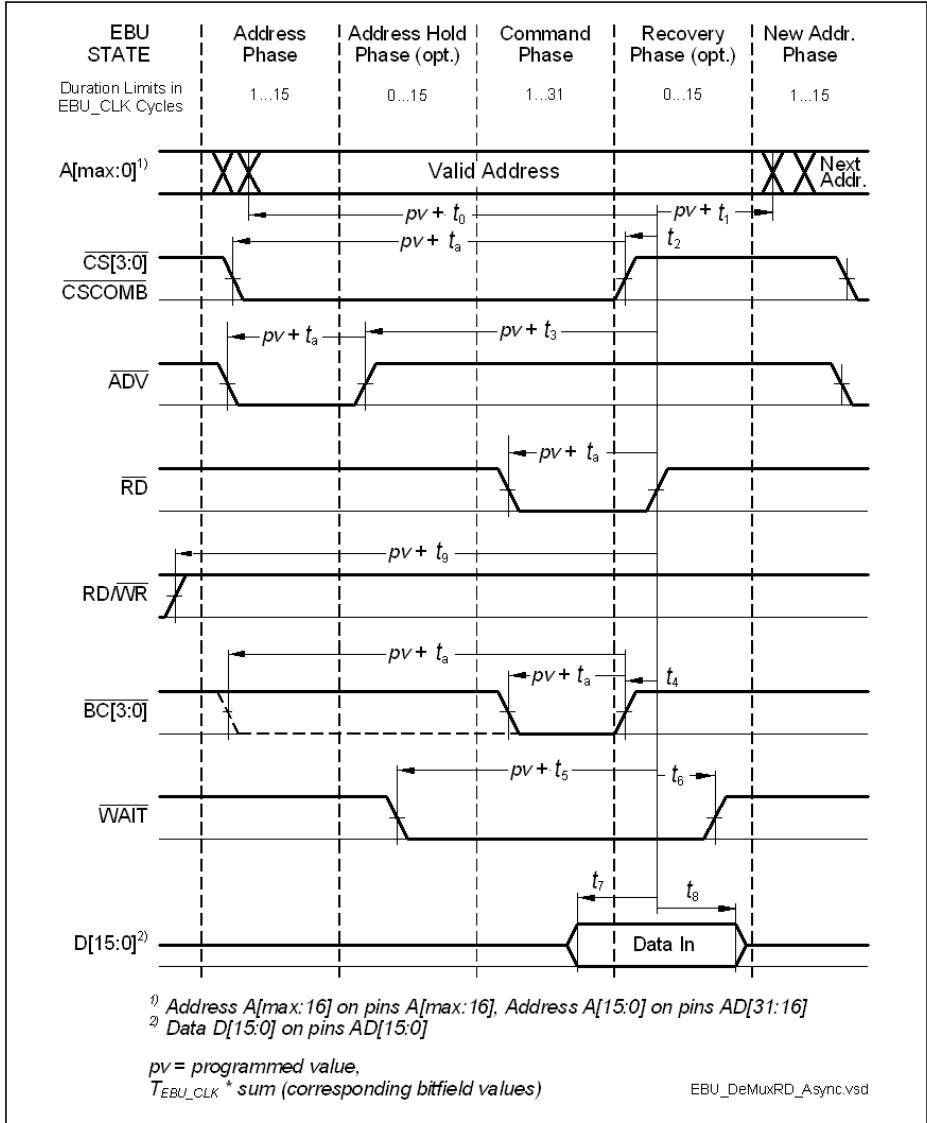 EBU STATE
Address Phase
Address Hold Phase (opt.)
Command Phase
Recovery Phase (opt.)
New Addr. Phase
Duration Limits in EBU_CLK Cycles
1...15
0...15
1...31
0...15
1...15
A[max:0]1)
Valid Address
Next Addr.
pv + t0
pv + t1
pv + ta
t2
CS[3:0]
CSCOMB
pv + ta
pv + t3
ADV
pv + ta
RD
pv + t9
RD/WR
pv + ta
pv + ta
t4
BC[3:0]
pv + t5
t6
WAIT
t7
t8
D[15:0]2)
Data In
1) Address A[max:16] on pins A[max:16], Address A[15:0] on pins AD[31:16]
2) Data D[15:0] on pins AD[15:0]
pv = programmed value,
TEBU_CLK * sum (corresponding bitfield values)
EBU_DeMuxRD_Async.vsd